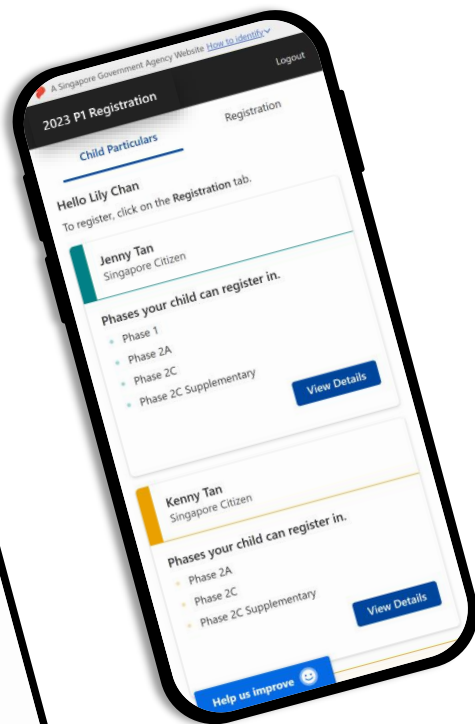 A Singapore Government Agency Website How to identify
2023 P1 Registration
Logout
Child Particulars
Registration
Hello Lily Chan
To register, click on the Registration tab.
Jenny Tan
Singapore Citizen
Phases your child can register in.
Phase 1
Phase 2A
Phase 2C
Phase 2C Supplementary
View Details
Kenny Tan
Singapore Citizen
Phases your child can register in.
Phase 2A
Phase 2C
Phase 2C Supplementary
View Details
Help us improve